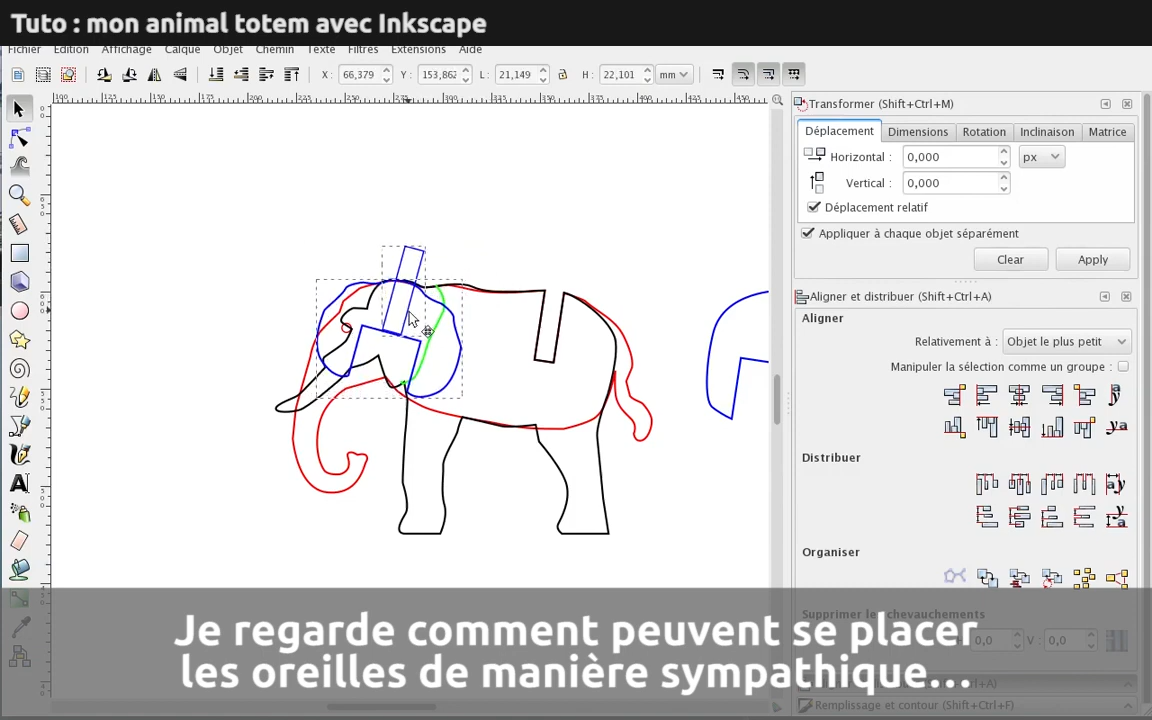 Tuto : mon animal totem avec Inkscape
Fichier Edition Affichage Calque Objet Chemin Texte Filtres Extensions Aide
X : 66,379 Y : 153,862 L : 21,149 H : 22,101 mm
Transformer (Shift+Ctrl+M)
Déplacement Dimensions Rotation Inclinaison Matrice
Horizontal : 0,000 px
Vertical : 0,000
Déplacement relatif
Appliquer à chaque objet séparément
Clear Apply
Aligner et distribuer (Shift+Ctrl+A)
Aligner
Relativement à : Objet le plus petit
Manipuler la sélection comme un groupe :
Distribuer
Organiser
Supprimer les chevauchements
0,0 V : 0,0
Remplissage et contour (Shift+Ctrl+F)
Je regarde comment peuvent se placer
les oreilles de manière sympathique...